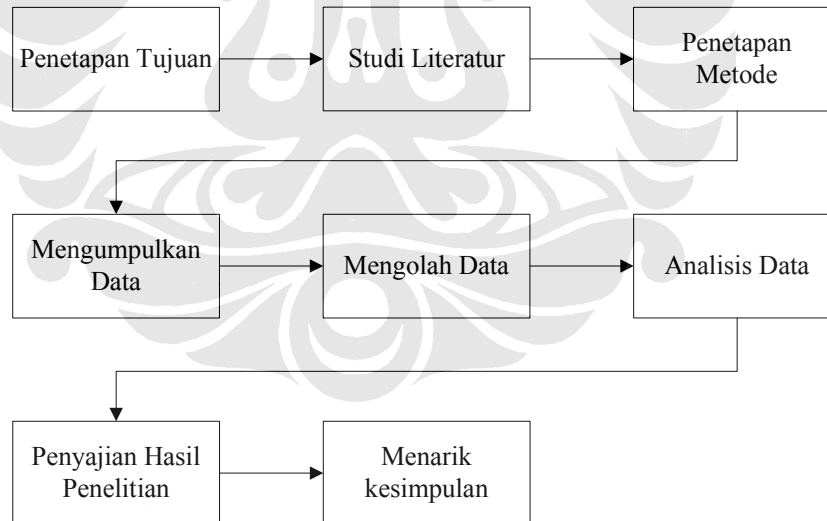 Penetapan Tujuan
Studi Literatur
Penetapan
Metode
Mengumpulkan
Data
Mengolah Data
Analisis Data
Penyajian Hasil
Penelitian
Menarik
kesimpulan